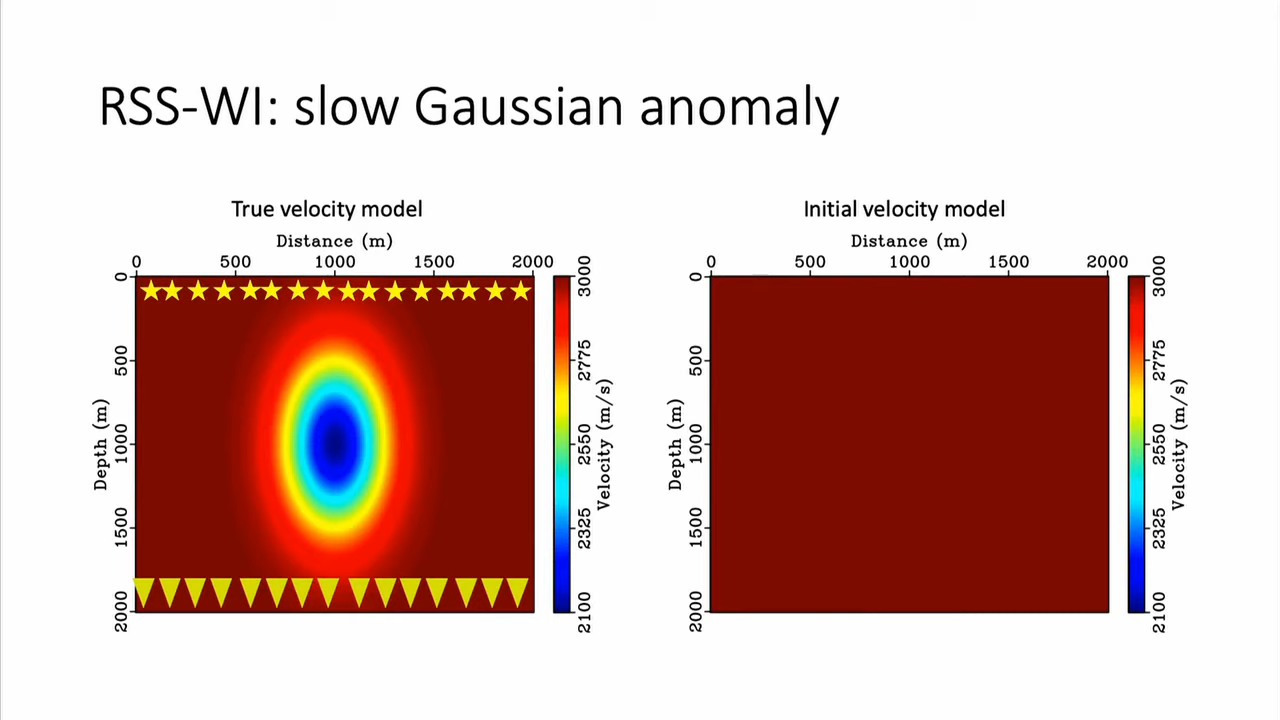 RSS-WI: slow Gaussian anomaly
True velocity model
Distance (m)
0 500 1000 1500 2000
Depth (m)
0 500 1000 1500 2000
3000 2775 2550 2325 2100
Velocity (m/s)
Initial velocity model
Distance (m)
0 500 1000 1500 2000
Depth (m)
0 500 1000 1500 2000
3000 2775 2550 2325 2100
Velocity (m/s)